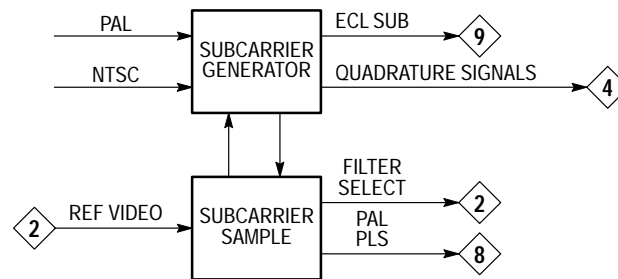 PAL
SUBCARRIER
GENERATOR
ECL SUB
9
NTSC
QUADRATURE SIGNALS
4
FILTER
SELECT
2
2
REF VIDEO
SUBCARRIER
SAMPLE
PAL
PLS
8